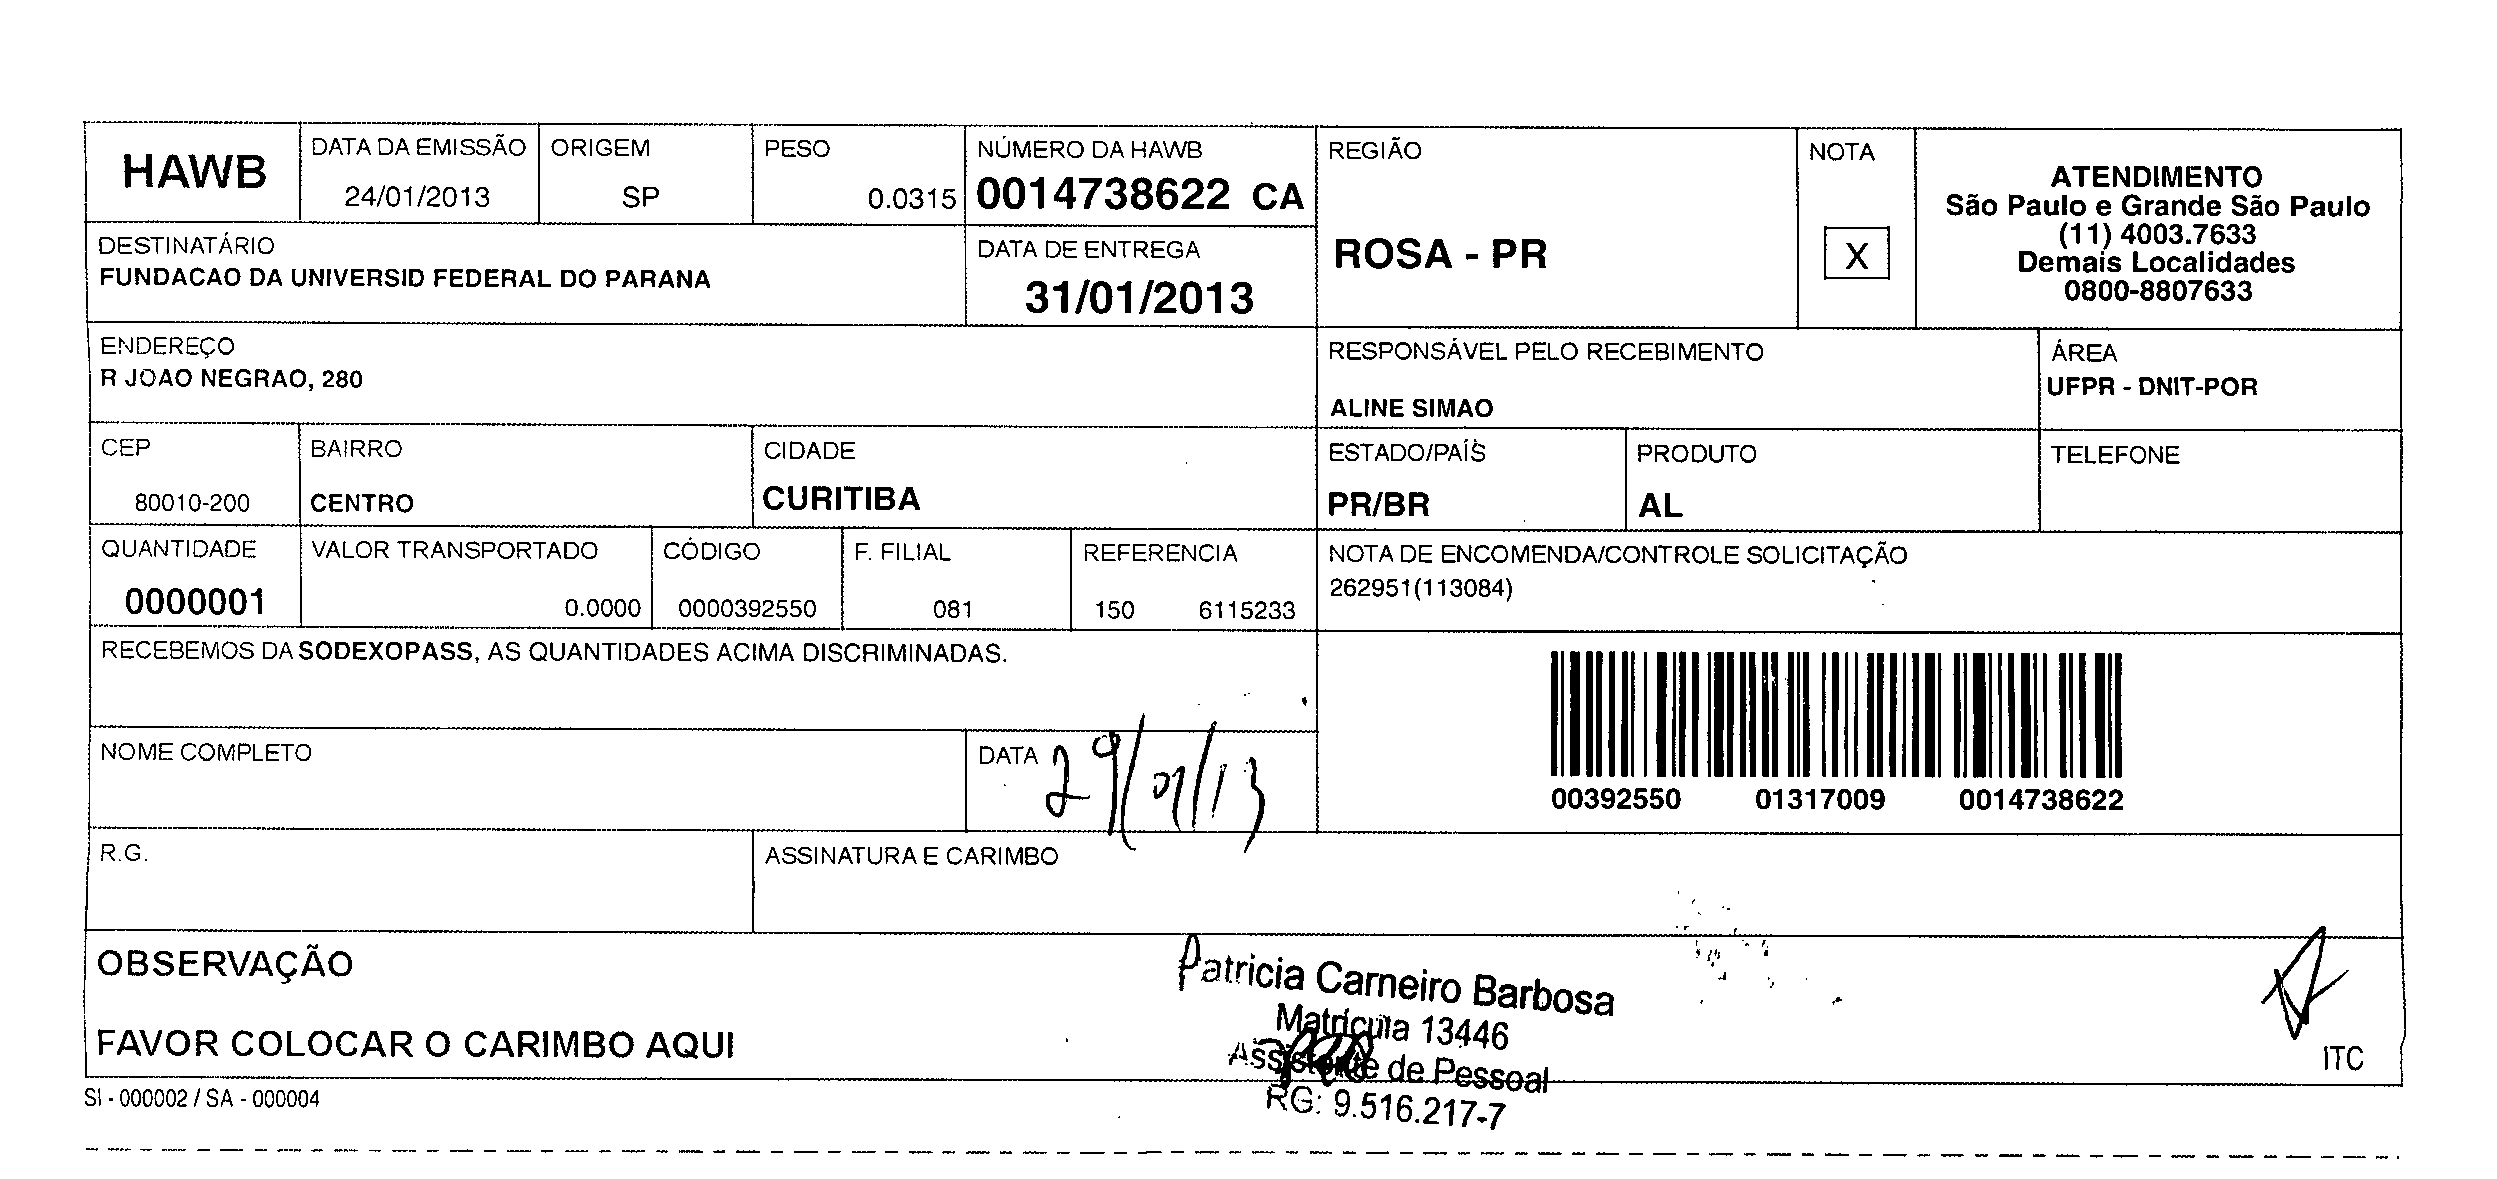 HAWB
DATA DA EMISSÃO
24/01/2013
ORIGEM
SP
PESO
0.0315
NÚMERO DA HAWB
0014738622 CA
REGIÃO
ROSA - PR
NOTA
X
ATENDIMENTO
São Paulo e Grande São Paulo
(11) 4003.7633
Demais Localidades
0800-8807633
DESTINATÁRIO
FUNDACAO DA UNIVERSID FEDERAL DO PARANA
DATA DE ENTREGA
31/01/2013
ENDEREÇO
R JOAO NEGRAO, 280
RESPONSÁVEL PELO RECEBIMENTO
ALINE SIMAO
ÁREA
UFPR - DNIT-POR
CEP
80010-200
BAIRRO
CENTRO
CIDADE
CURITIBA
ESTADO/PAÍS
PR/BR
PRODUTO
AL
TELEFONE
QUANTIDADE
0000001
VALOR TRANSPORTADO
0.0000
CÓDIGO
0000392550
F. FILIAL
081
REFERENCIA
150 6115233
NOTA DE ENCOMENDA/CONTROLE SOLICITAÇÃO
262951(113084)
RECEBEMOS DA SODEXOPASS, AS QUANTIDADES ACIMA DISCRIMINADAS.
00392550 01317009 0014738622
NOME COMPLETO
DATA 29/01/13
R.G.
ASSINATURA E CARIMBO
OBSERVAÇÃO
FAVOR COLOCAR O CARIMBO AQUI
Patricia Carneiro Barbosa
Matrícula 13446
Assistente de Pessoal
RG: 9.516.217-7
ITC
SI - 000002 / SA - 000004